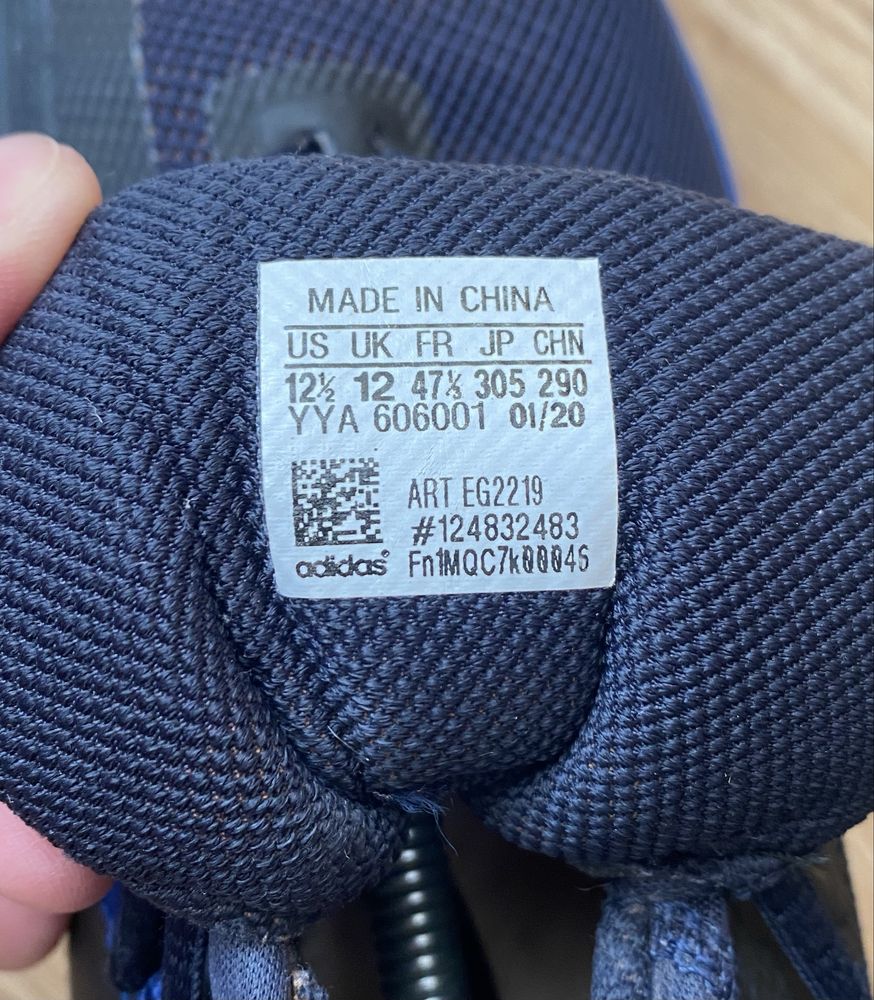 MADE IN CHINA
US UK FR JP CHN
12½ 12 47⅓ 305 290
YYA 606001 01/20
ART EG2219
#124832483
adidas® Fn1MQC7k00046